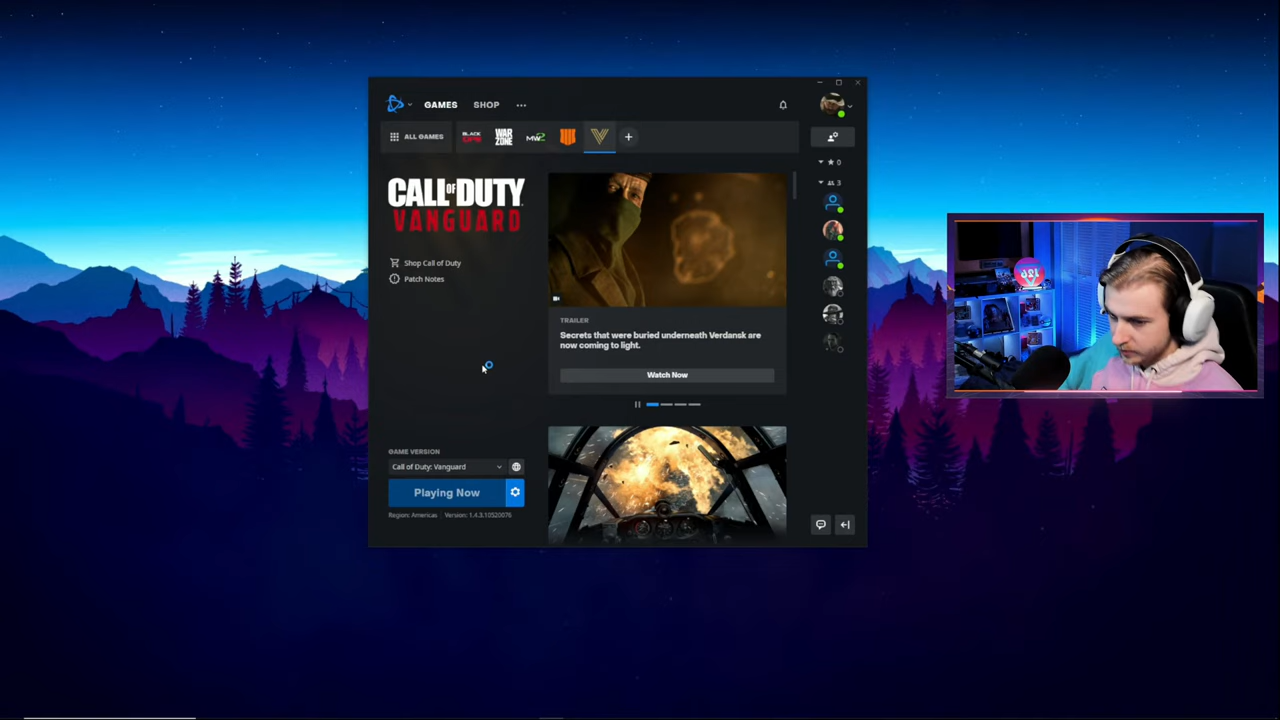 GAMES SHOP ...
ALL GAMES
BLACK OPS
WAR ZONE
MW2
CALL OF DUTY
VANGUARD
Shop Call of Duty
Patch Notes
TRAILER
Secrets that were buried underneath Verdansk are
now coming to light.
Watch Now
0
3
GAME VERSION
Call of Duty: Vanguard
Playing Now
Region: Americas | Version: 1.4.3.10520076